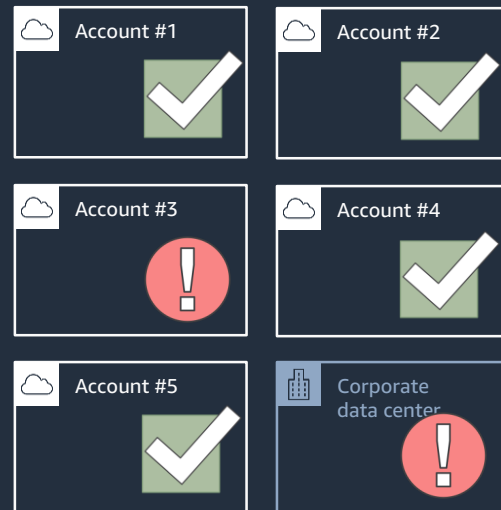 Account #1
Account #2
Account #3
Account #4
Account #5
Corporate
data center